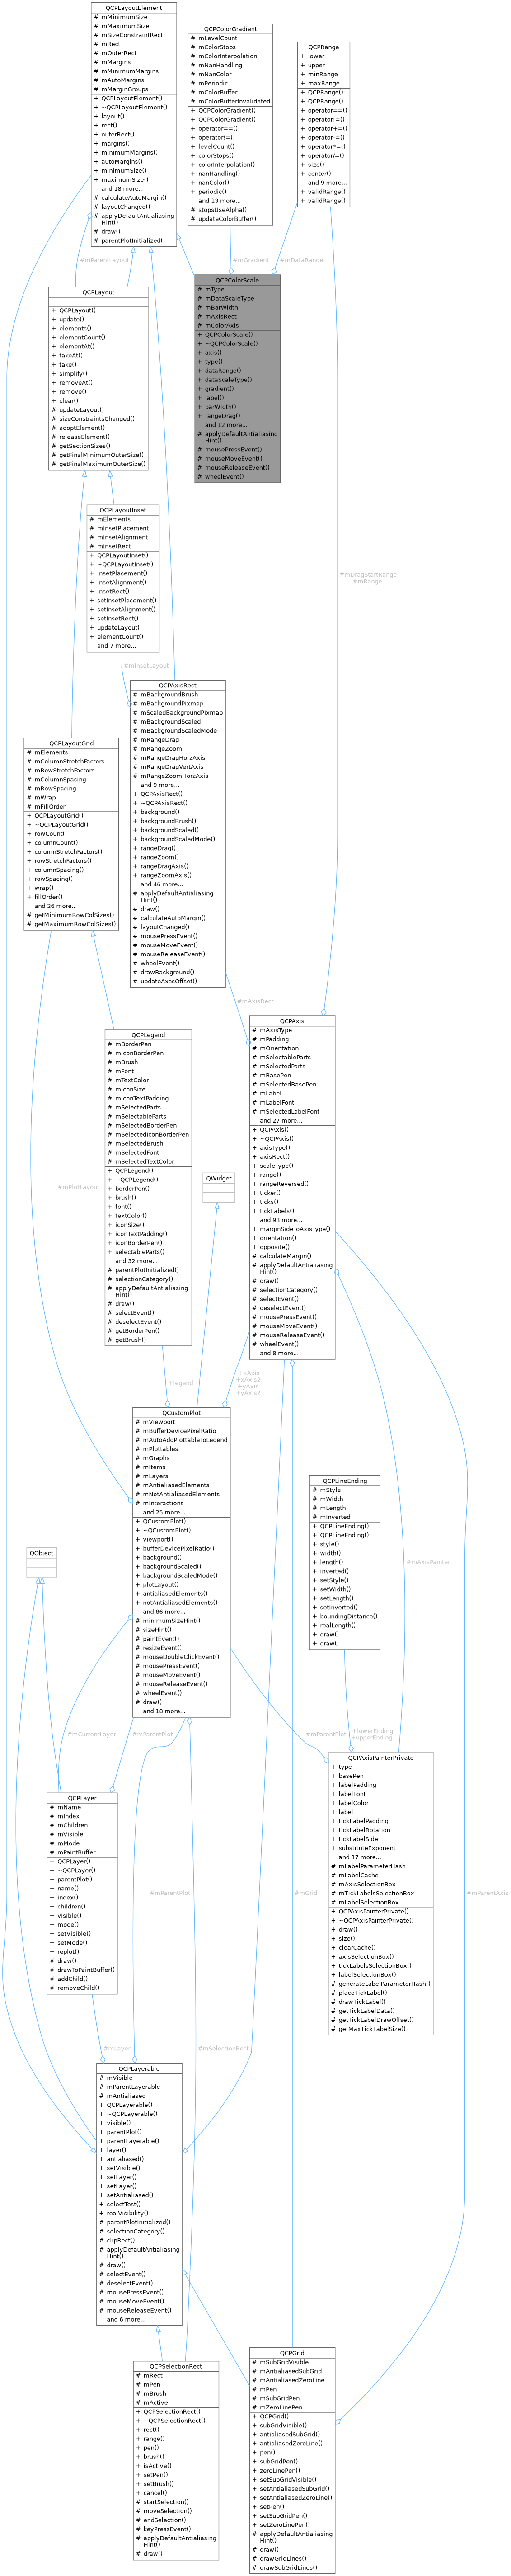 QCPLayoutElement
# mMinimumSize
# mMaximumSize
# mSizeConstraintRect
# mRect
# mOuterRect
# mMargins
# mMinimumMargins
# mAutoMargins
# mMarginGroups
+ QCPLayoutElement()
+ ~QCPLayoutElement()
+ layout()
+ rect()
+ outerRect()
+ margins()
+ minimumMargins()
+ autoMargins()
+ minimumSize()
+ maximumSize()
and 18 more...
# calculateAutoMargin()
# layoutChanged()
# applyDefaultAntialiasing
Hint()
# draw()
# parentPlotInitialized()
QCPColorGradient
# mLevelCount
# mColorStops
# mColorInterpolation
# mNanHandling
# mNanColor
# mPeriodic
# mColorBuffer
# mColorBufferInvalidated
+ QCPColorGradient()
+ QCPColorGradient()
+ operator==()
+ operator!=()
+ levelCount()
+ colorStops()
+ colorInterpolation()
+ nanHandling()
+ nanColor()
+ periodic()
and 13 more...
# stopsUseAlpha()
# updateColorBuffer()
QCPRange
+ lower
+ upper
+ minRange
+ maxRange
+ QCPRange()
+ QCPRange()
+ operator==()
+ operator!=()
+ operator+=()
+ operator-=()
+ operator*=()
+ operator/=()
+ size()
+ center()
and 9 more...
+ validRange()
+ validRange()
#mParentLayout
#mGradient
#mDataRange
QCPColorScale
# mType
# mDataScaleType
# mBarWidth
# mAxisRect
# mColorAxis
+ QCPColorScale()
+ ~QCPColorScale()
+ axis()
+ type()
+ dataRange()
+ dataScaleType()
+ gradient()
+ label()
+ barWidth()
+ rangeDrag()
and 12 more...
# applyDefaultAntialiasing
Hint()
# mousePressEvent()
# mouseMoveEvent()
# mouseReleaseEvent()
# wheelEvent()
QCPLayout
+ QCPLayout()
+ update()
+ elements()
+ elementCount()
+ elementAt()
+ takeAt()
+ take()
+ simplify()
+ removeAt()
+ remove()
+ clear()
# updateLayout()
# sizeConstraintsChanged()
# adoptElement()
# releaseElement()
# getSectionSizes()
# getFinalMinimumOuterSize()
# getFinalMaximumOuterSize()
QCPLayoutInset
# mElements
# mInsetPlacement
# mInsetAlignment
# mInsetRect
+ QCPLayoutInset()
+ ~QCPLayoutInset()
+ insetPlacement()
+ insetAlignment()
+ insetRect()
+ setInsetPlacement()
+ setInsetAlignment()
+ setInsetRect()
+ updateLayout()
+ elementCount()
and 7 more...
#mDragStartRange
#mRange
#mInsetLayout
QCPAxisRect
# mBackgroundBrush
# mBackgroundPixmap
# mScaledBackgroundPixmap
# mBackgroundScaled
# mBackgroundScaledMode
# mRangeDrag
# mRangeZoom
# mRangeDragHorzAxis
# mRangeDragVertAxis
# mRangeZoomHorzAxis
and 9 more...
+ QCPAxisRect()
+ ~QCPAxisRect()
+ background()
+ backgroundBrush()
+ backgroundScaled()
+ backgroundScaledMode()
+ rangeDrag()
+ rangeZoom()
+ rangeDragAxis()
+ rangeZoomAxis()
and 46 more...
# applyDefaultAntialiasing
Hint()
# draw()
# calculateAutoMargin()
# layoutChanged()
# mousePressEvent()
# mouseMoveEvent()
# mouseReleaseEvent()
# wheelEvent()
# drawBackground()
# updateAxesOffset()
QCPLayoutGrid
# mElements
# mColumnStretchFactors
# mRowStretchFactors
# mColumnSpacing
# mRowSpacing
# mWrap
# mFillOrder
+ QCPLayoutGrid()
+ ~QCPLayoutGrid()
+ rowCount()
+ columnCount()
+ columnStretchFactors()
+ rowStretchFactors()
+ columnSpacing()
+ rowSpacing()
+ wrap()
+ fillOrder()
and 26 more...
# getMinimumRowColSizes()
# getMaximumRowColSizes()
#mAxisRect
QCPAxis
# mAxisType
# mPadding
# mOrientation
# mSelectableParts
# mSelectedParts
# mBasePen
# mSelectedBasePen
# mLabel
# mLabelFont
# mSelectedLabelFont
and 27 more...
+ QCPAxis()
+ ~QCPAxis()
+ axisType()
+ axisRect()
+ scaleType()
+ range()
+ rangeReversed()
+ ticker()
+ ticks()
+ tickLabels()
and 93 more...
+ marginSideToAxisType()
+ orientation()
+ opposite()
# calculateMargin()
# applyDefaultAntialiasing
Hint()
# draw()
# selectionCategory()
# selectEvent()
# deselectEvent()
# mousePressEvent()
# mouseMoveEvent()
# mouseReleaseEvent()
# wheelEvent()
and 8 more...
QCPLegend
# mBorderPen
# mIconBorderPen
# mBrush
# mFont
# mTextColor
# mIconSize
# mIconTextPadding
# mSelectedParts
# mSelectableParts
# mSelectedBorderPen
# mSelectedIconBorderPen
# mSelectedBrush
# mSelectedFont
# mSelectedTextColor
+ QCPLegend()
+ ~QCPLegend()
+ borderPen()
+ brush()
+ font()
+ textColor()
+ iconSize()
+ iconTextPadding()
+ iconBorderPen()
+ selectableParts()
and 32 more...
# parentPlotInitialized()
# selectionCategory()
# applyDefaultAntialiasing
Hint()
# draw()
# selectEvent()
# deselectEvent()
# getBorderPen()
# getBrush()
#mPlotLayout
QWidget
+legend
+xAxis
+xAxis2
+yAxis
+yAxis2
QCustomPlot
# mViewport
# mBufferDevicePixelRatio
# mAutoAddPlottableToLegend
# mPlottables
# mGraphs
# mItems
# mLayers
# mAntialiasedElements
# mNotAntialiasedElements
# mInteractions
and 25 more...
+ QCustomPlot()
+ ~QCustomPlot()
+ viewport()
+ bufferDevicePixelRatio()
+ background()
+ backgroundScaled()
+ backgroundScaledMode()
+ plotLayout()
+ antialiasedElements()
+ notAntialiasedElements()
and 86 more...
# minimumSizeHint()
# sizeHint()
# paintEvent()
# resizeEvent()
# mouseDoubleClickEvent()
# mousePressEvent()
# mouseMoveEvent()
# mouseReleaseEvent()
# wheelEvent()
# draw()
and 18 more...
QCPLineEnding
# mStyle
# mWidth
# mLength
# mInverted
+ QCPLineEnding()
+ QCPLineEnding()
+ style()
+ width()
+ length()
+ inverted()
+ setStyle()
+ setWidth()
+ setLength()
+ setInverted()
+ boundingDistance()
+ realLength()
+ draw()
+ draw()
QObject
#mAxisPainter
#mCurrentLayer
#mParentPlot
#mParentPlot
+lowerEnding
+upperEnding
QCPAxisPainterPrivate
+ type
+ basePen
+ labelPadding
+ labelFont
+ labelColor
+ label
+ tickLabelPadding
+ tickLabelRotation
+ tickLabelSide
+ substituteExponent
and 17 more...
# mLabelParameterHash
# mLabelCache
# mAxisSelectionBox
# mTickLabelsSelectionBox
# mLabelSelectionBox
+ QCPAxisPainterPrivate()
+ ~QCPAxisPainterPrivate()
+ draw()
+ size()
+ clearCache()
+ axisSelectionBox()
+ tickLabelsSelectionBox()
+ labelSelectionBox()
# generateLabelParameterHash()
# placeTickLabel()
# drawTickLabel()
# getTickLabelData()
# getTickLabelDrawOffset()
# getMaxTickLabelSize()
QCPLayer
# mName
# mIndex
# mChildren
# mVisible
# mMode
# mPaintBuffer
+ QCPLayer()
+ ~QCPLayer()
+ parentPlot()
+ name()
+ index()
+ children()
+ visible()
+ mode()
+ setVisible()
+ setMode()
+ replot()
# draw()
# drawToPaintBuffer()
# addChild()
# removeChild()
#mParentPlot
#mGrid
#mParentAxis
#mLayer
#mSelectionRect
QCPLayerable
# mVisible
# mParentLayerable
# mAntialiased
+ QCPLayerable()
+ ~QCPLayerable()
+ visible()
+ parentPlot()
+ parentLayerable()
+ layer()
+ antialiased()
+ setVisible()
+ setLayer()
+ setLayer()
+ setAntialiased()
+ selectTest()
+ realVisibility()
# parentPlotInitialized()
# selectionCategory()
# clipRect()
# applyDefaultAntialiasing
Hint()
# draw()
# selectEvent()
# deselectEvent()
# mousePressEvent()
# mouseMoveEvent()
# mouseReleaseEvent()
and 6 more...
QCPSelectionRect
# mRect
# mPen
# mBrush
# mActive
+ QCPSelectionRect()
+ ~QCPSelectionRect()
+ rect()
+ range()
+ pen()
+ brush()
+ isActive()
+ setPen()
+ setBrush()
+ cancel()
# startSelection()
# moveSelection()
# endSelection()
# keyPressEvent()
# applyDefaultAntialiasing
Hint()
# draw()
QCPGrid
# mSubGridVisible
# mAntialiasedSubGrid
# mAntialiasedZeroLine
# mPen
# mSubGridPen
# mZeroLinePen
+ QCPGrid()
+ subGridVisible()
+ antialiasedSubGrid()
+ antialiasedZeroLine()
+ pen()
+ subGridPen()
+ zeroLinePen()
+ setSubGridVisible()
+ setAntialiasedSubGrid()
+ setAntialiasedZeroLine()
+ setPen()
+ setSubGridPen()
+ setZeroLinePen()
# applyDefaultAntialiasing
Hint()
# draw()
# drawGridLines()
# drawSubGridLines()